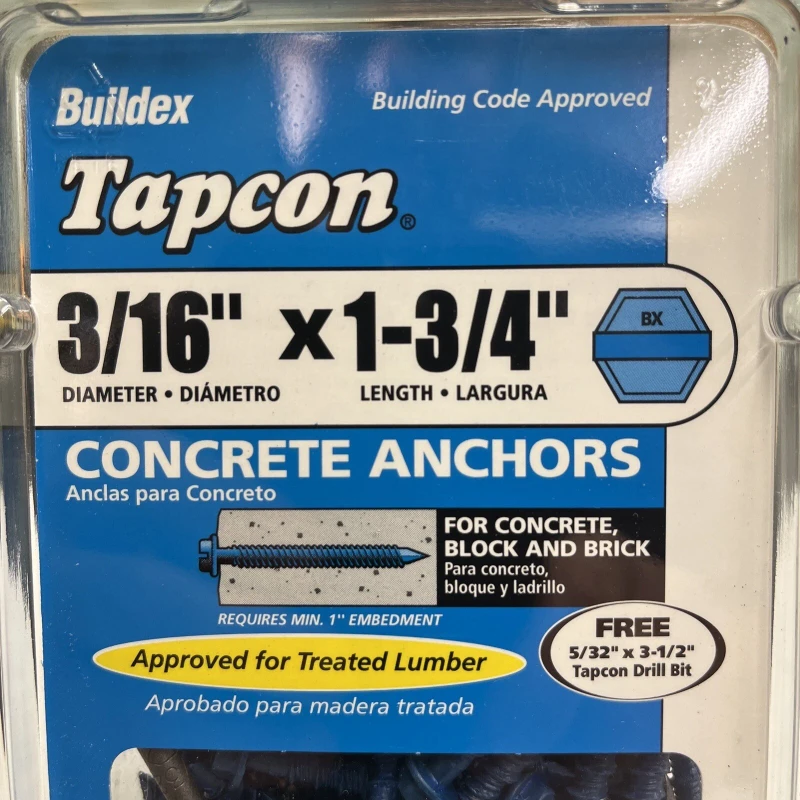 Buildex
Building Code Approved
Tapcon®
3/16" x 1-3/4"
DIAMETER • DIÁMETRO
LENGTH • LARGURA
BX
CONCRETE ANCHORS
Anclas para Concreto
FOR CONCRETE,
BLOCK AND BRICK
Para concreto,
bloque y ladrillo
REQUIRES MIN. 1" EMBEDMENT
FREE
5/32" x 3-1/2"
Tapcon Drill Bit
Approved for Treated Lumber
Aprobado para madera tratada